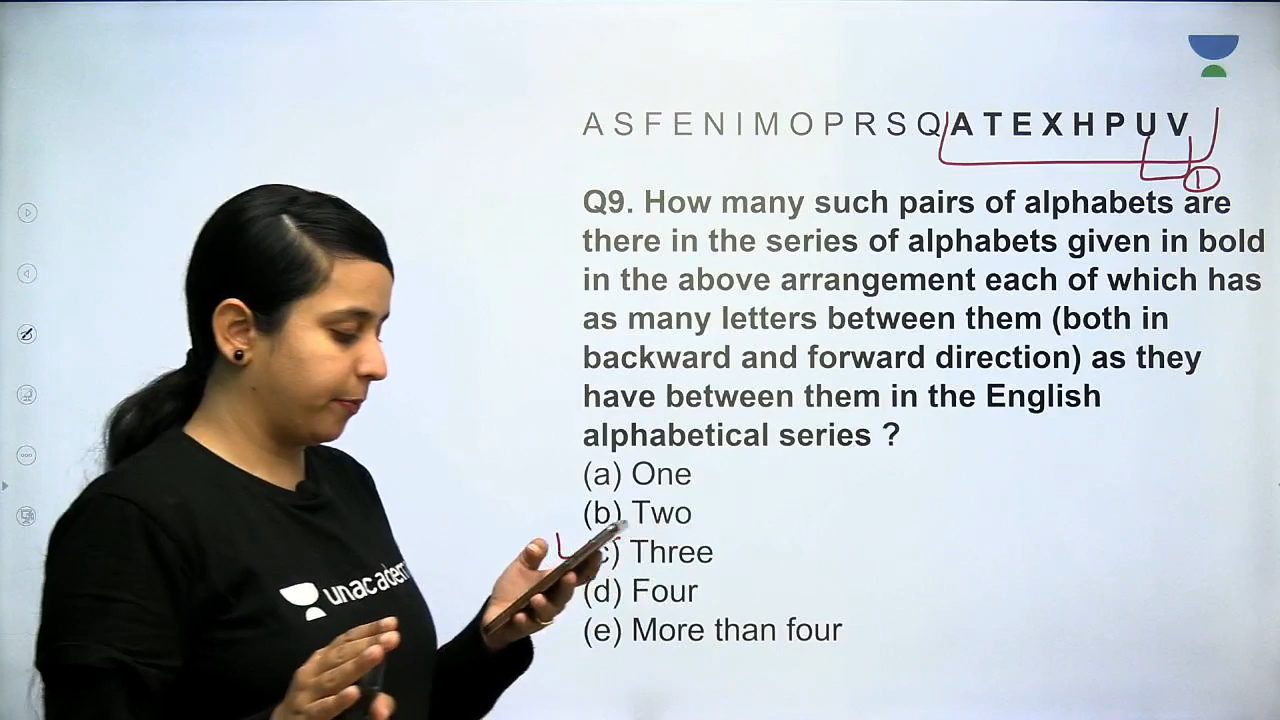 A S F E N I M O P R S Q A T E X H P U V
1
Q9. How many such pairs of alphabets are
there in the series of alphabets given in bold
in the above arrangement each of which has
as many letters between them (both in
backward and forward direction) as they
have between them in the English
alphabetical series ?
(a) One
(b) Two
c) Three
(d) Four
(e) More than four
unacadem